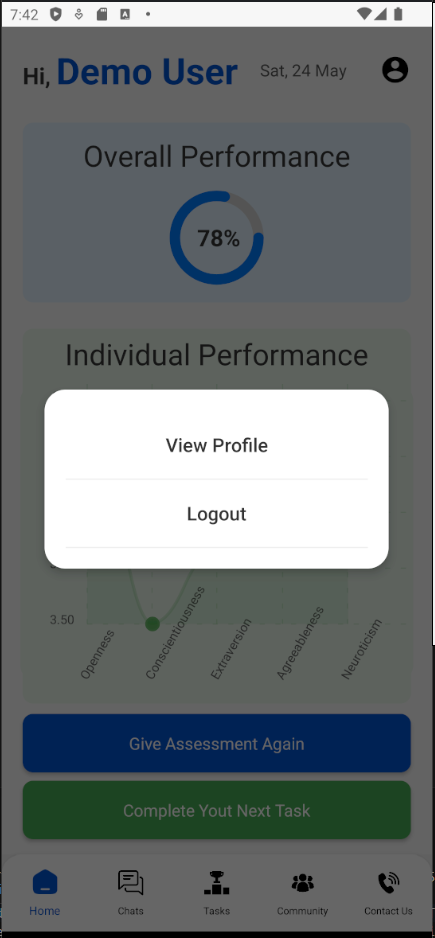 7:42
Hi, Demo User
Sat, 24 May
Overall Performance
78%
Individual Performance
View Profile
Logout
3.50
Openness
Conscientiousness
Extraversion
Agreeableness
Neuroticism
Give Assessment Again
Complete Yout Next Task
Home
Chats
Tasks
Community
Contact Us